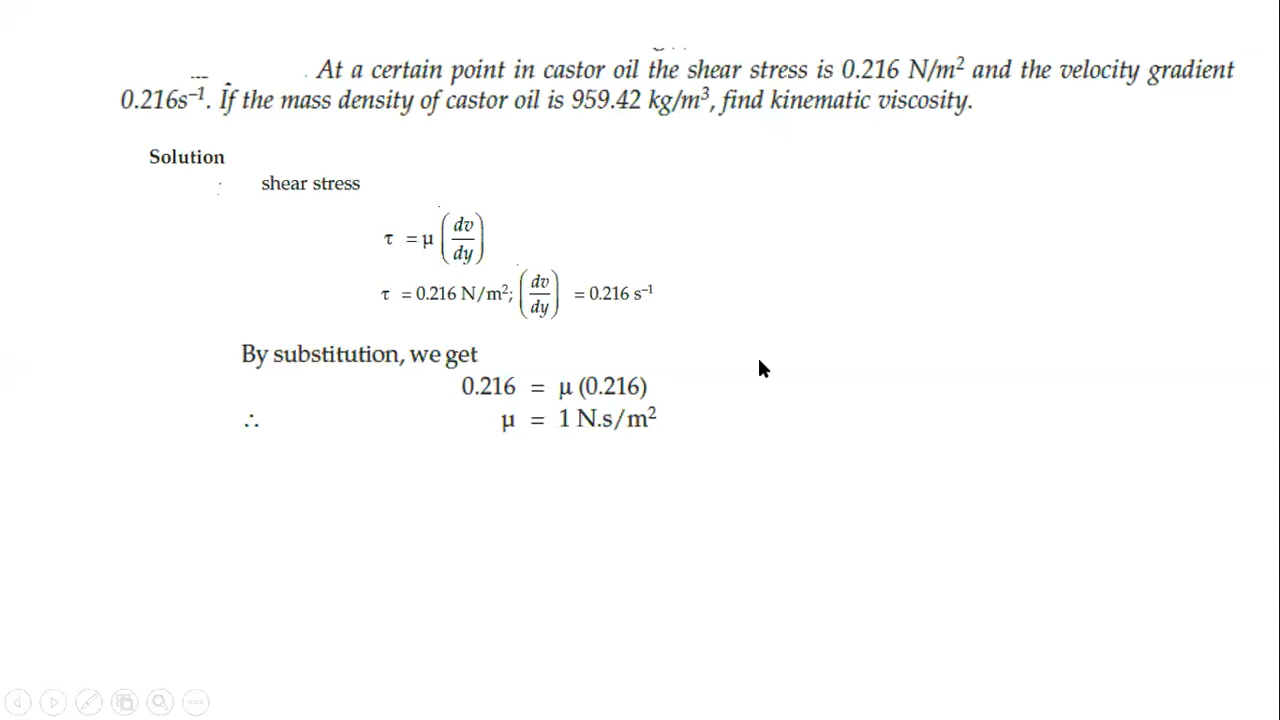 At a certain point in castor oil the shear stress is 0.216 N/m² and the velocity gradient
0.216s⁻¹. If the mass density of castor oil is 959.42 kg/m³, find kinematic viscosity.
Solution
shear stress
τ = μ (dv/dy)
τ = 0.216 N/m²; (dv/dy) = 0.216 s⁻¹
By substitution, we get
0.216 = μ (0.216)
∴ μ = 1 N.s/m²